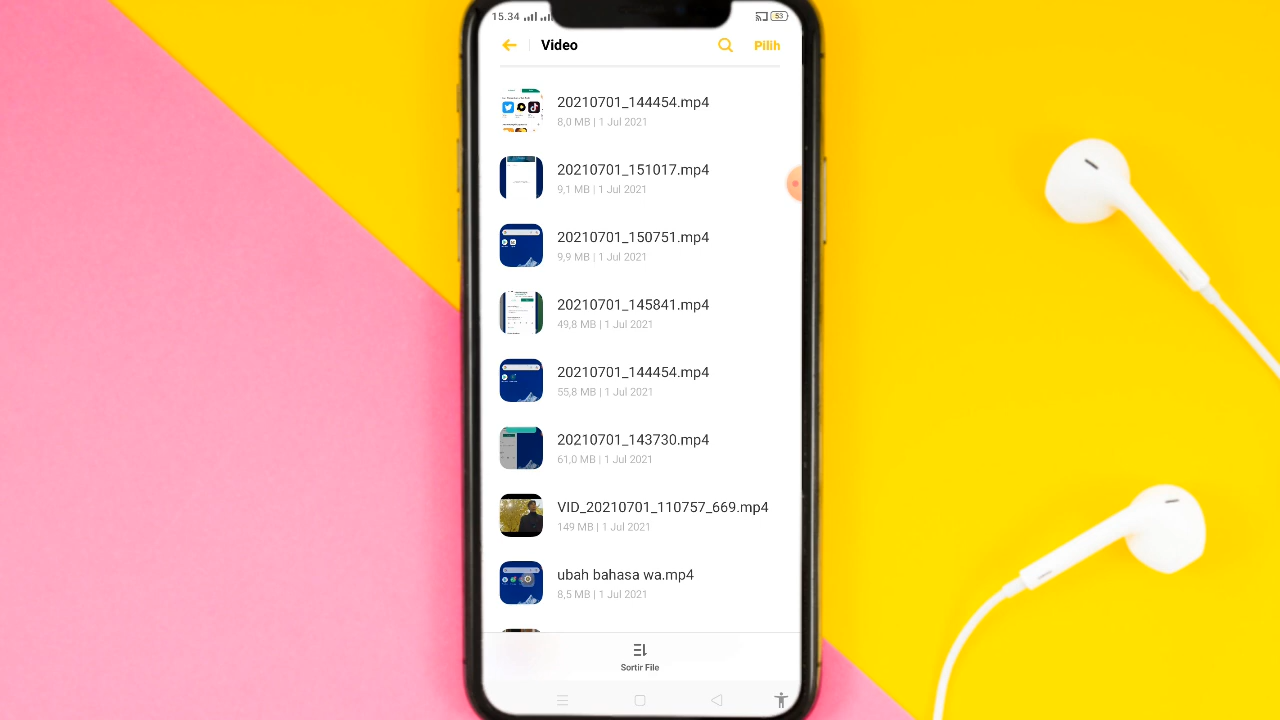 15.34
53
Video
Pilih
20210701_144454.mp4
8,0 MB | 1 Jul 2021
20210701_151017.mp4
9,1 MB | 1 Jul 2021
20210701_150751.mp4
9,9 MB | 1 Jul 2021
20210701_145841.mp4
49,8 MB | 1 Jul 2021
20210701_144454.mp4
55,8 MB | 1 Jul 2021
20210701_143730.mp4
61,0 MB | 1 Jul 2021
VID_20210701_110757_669.mp4
149 MB | 1 Jul 2021
ubah bahasa wa.mp4
8,5 MB | 1 Jul 2021
Sortir File